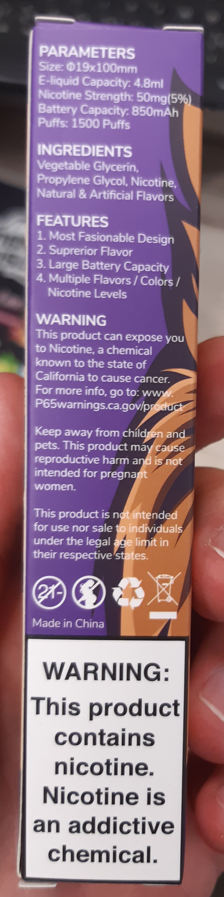 PARAMETERS
Size: Φ19x100mm
E-liquid Capacity: 4.8ml
Nicotine Strength: 50mg(5%)
Battery Capacity: 850mAh
Puffs: 1500 Puffs
INGREDIENTS
Vegetable Glycerin,
Propylene Glycol, Nicotine,
Natural & Artificial Flavors
FEATURES
1. Most Fasionable Design
2. Suprerior Flavor
3. Large Battery Capacity
4. Multiple Flavors / Colors /
Nicotine Levels
WARNING
This product can expose you
to Nicotine, a chemical
known to the state of
California to cause cancer.
For more info, go to: www.
P65warnings.ca.gov/product
Keep away from children and
pets. This product may cause
reproductive harm and is not
intended for pregnant
women.
This product is not intended
for use nor sale to individuals
under the legal age limit in
their respective states.
21-
Made in China
WARNING:
This product
contains
nicotine.
Nicotine is
an addictive
chemical.